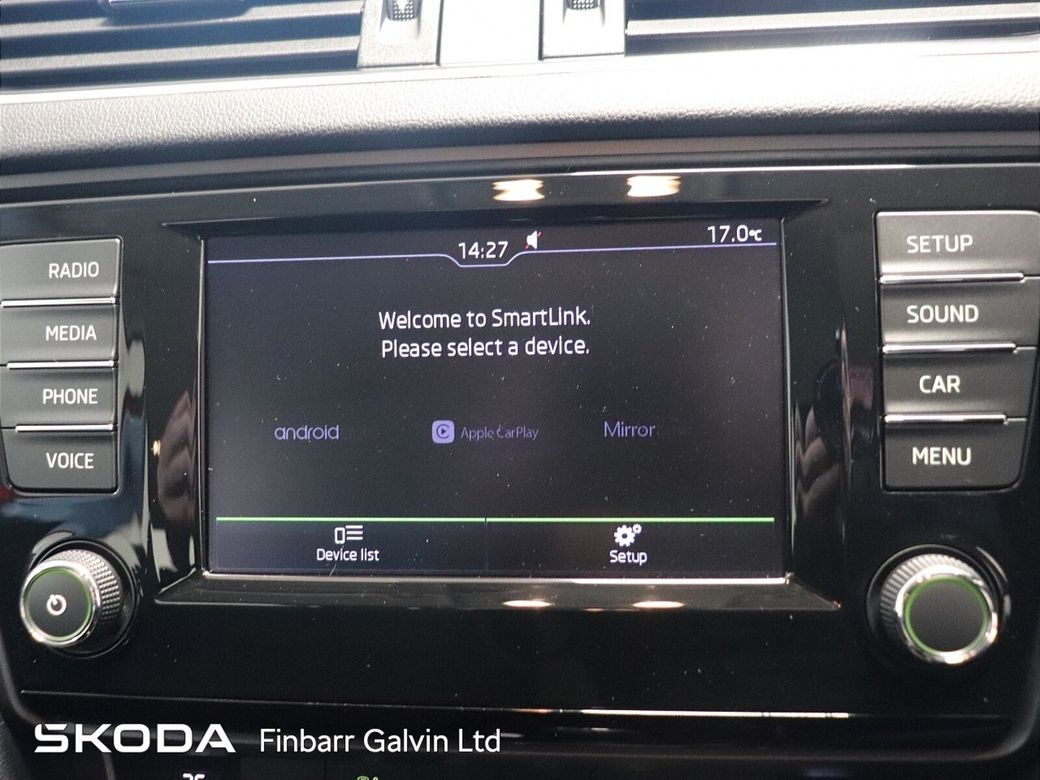 14:27
17.0°C
RADIO
MEDIA
PHONE
VOICE
Welcome to SmartLink.
Please select a device.
android
Apple CarPlay
Mirror
Device list
Setup
SETUP
SOUND
CAR
MENU
ŠKODA Finbarr Galvin Ltd